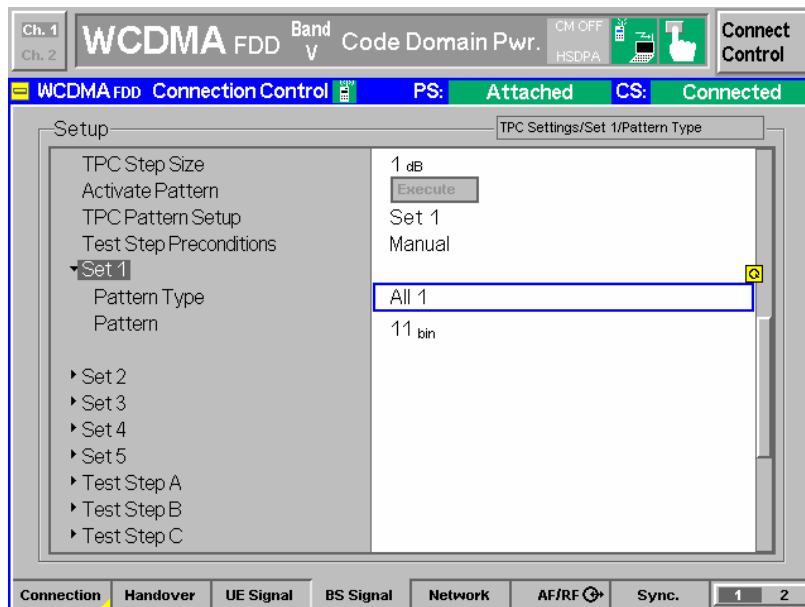 Ch. 1
Ch. 2
WCDMA FDD Band V Code Domain Pwr.
CM OFF
HSDPA
Connect Control
WCDMA FDD Connection Control PS: Attached CS: Connected
Setup TPC Settings/Set 1/Pattern Type
TPC Step Size 1 dB
Activate Pattern Execute
TPC Pattern Setup Set 1
Test Step Preconditions Manual
Set 1
Pattern Type All 1
Pattern 11 bin
Set 2
Set 3
Set 4
Set 5
Test Step A
Test Step B
Test Step C
Connection Handover UE Signal BS Signal Network AF/RF Sync. 1 2